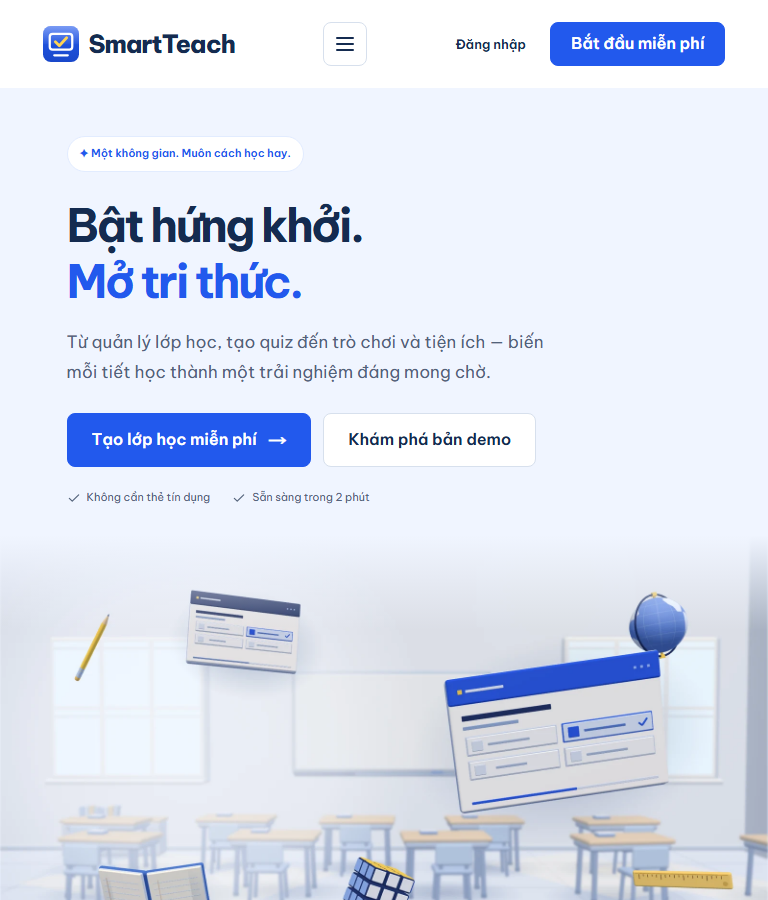 SmartTeach
Đăng nhập
Bắt đầu miễn phí
✦ Một không gian. Muôn cách học hay.
Bật hứng khởi.
Mở tri thức.
Từ quản lý lớp học, tạo quiz đến trò chơi và tiện ích — biến
mỗi tiết học thành một trải nghiệm đáng mong chờ.
Tạo lớp học miễn phí →
Khám phá bản demo
Không cần thẻ tín dụng
Sẵn sàng trong 2 phút